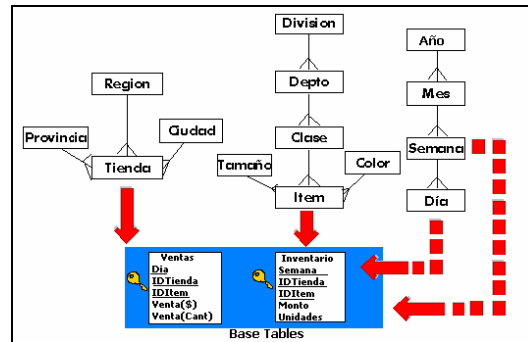 Division
Año
Region
Depto
Mes
Provincia
Ciudad
Clase
Semana
Tienda
Tamaño
Color
Item
Día
Ventas
Dia
IDTienda
IDItem
Venta($)
Venta(Cant)
Inventario
Semana
IDTienda
IDItem
Monto
Unidades
Base Tables